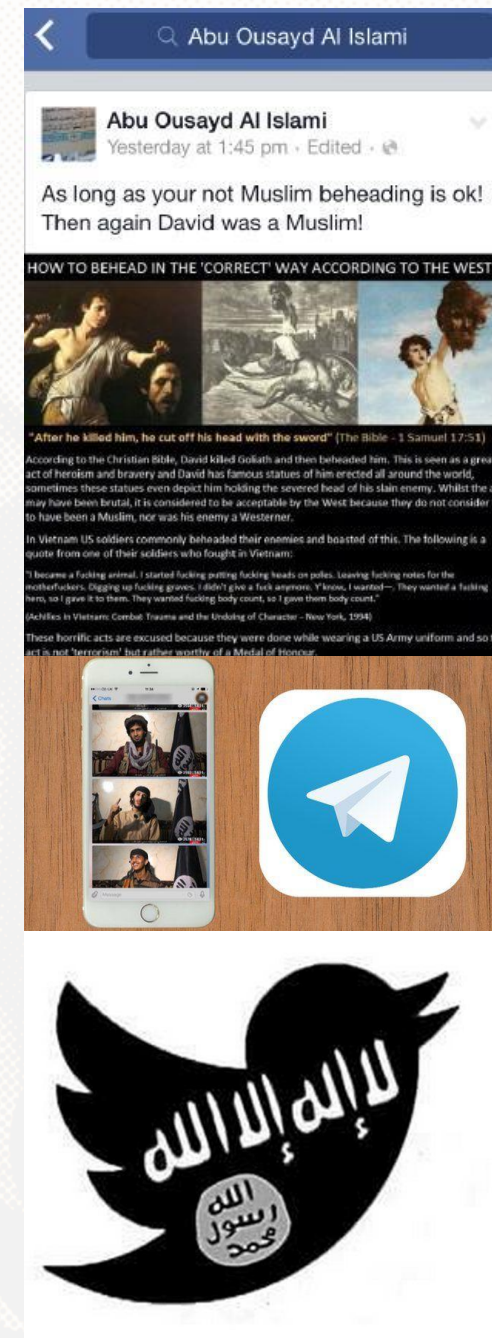 Abu Ousayd Al Islami
Abu Ousayd Al Islami
Yesterday at 1:45 pm · Edited ·
As long as your not Muslim beheading is ok!
Then again David was a Muslim!
HOW TO BEHEAD IN THE 'CORRECT' WAY ACCORDING TO THE WEST
"After he killed him, he cut off his head with the sword" (The Bible - 1 Samuel 17:51)
According to the Christian Bible, David killed Goliath and then beheaded him. This is seen as a grea
act of heroism and bravery and David has famous statues of him erected all around the world,
sometimes these statues even depict him holding the severed head of his slain enemy. Whilst the a
may have been brutal, it is considered to be acceptable by the West because they do not consider
to have been a Muslim, nor was his enemy a Westerner.
In Vietnam US soldiers commonly beheaded their enemies and boasted of this. The following is a
quote from one of their soldiers who fought in Vietnam:
"I became a fucking animal. I started fucking putting fucking heads on poles. Leaving fucking notes for the
motherfuckers. Digging up fucking graves. I didn't give a fuck anymore. Y'know, I wanted—. They wanted a fucking
hero, so I gave it to them. They wanted fucking body count, so I gave them body count."
(Achilles in Vietnam: Combat Trauma and the Undoing of Character – New York, 1994)
These horrific acts are excused because they were done while wearing a US Army uniform and so t
act is not 'terrorism' but rather worthy of a Medal of Honour.
Chats
Message
لا إله إلا الله
الله
رسول
محمد